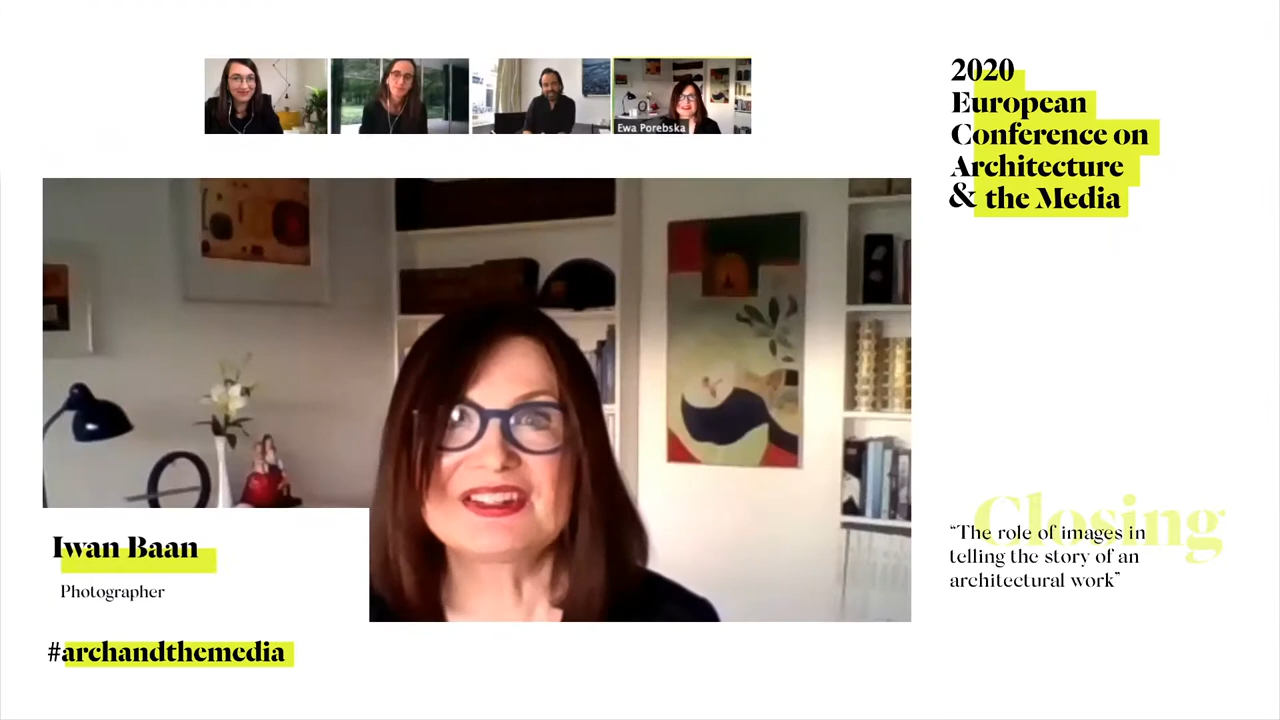 Ewa Porebska
2020
European
Conference on
Architecture
& the Media
Iwan Baan
Photographer
#archandthemedia
Closing
“The role of images in
telling the story of an
architectural work”